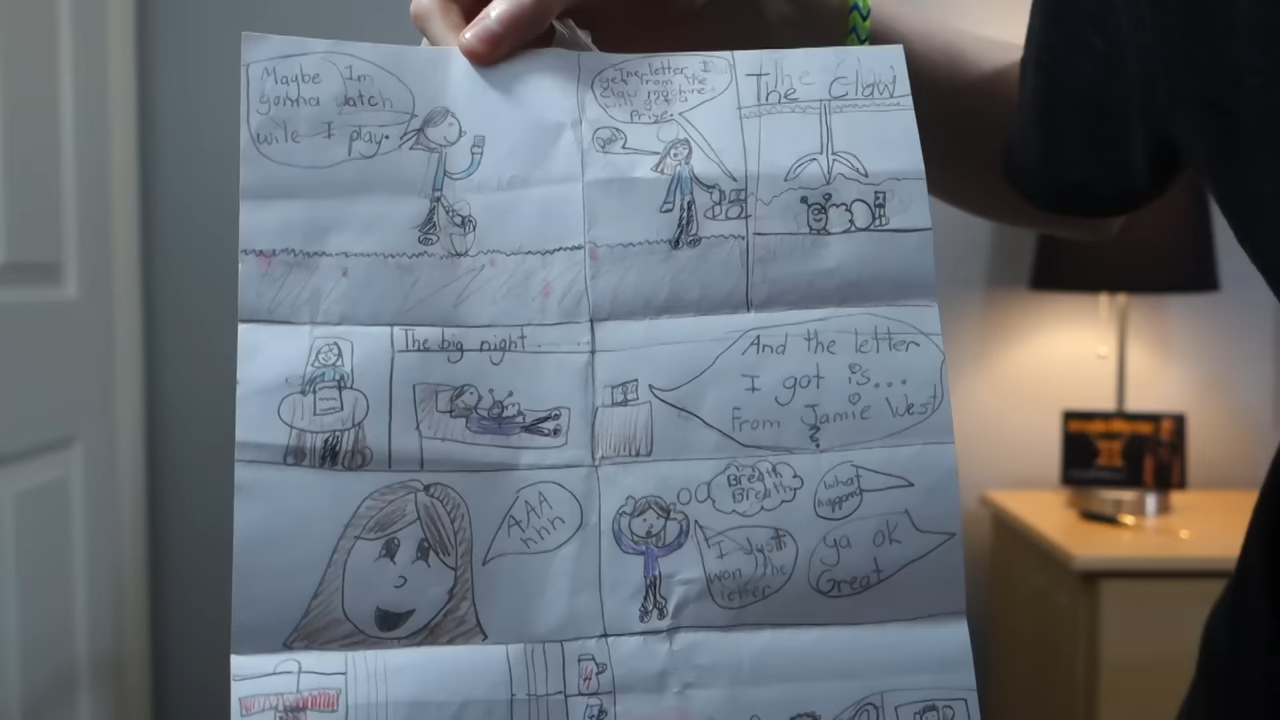 Maybe Im
gonna watch
wile I play.
The letter I
get from the
claw machine
will get a
prize.
Dad!
The Claw
The big night
And the letter
I got is...
From Jamie West
?
AAA
hhh
Breath
Breath
what
happend
I Just
won the
letter
ya ok
Great